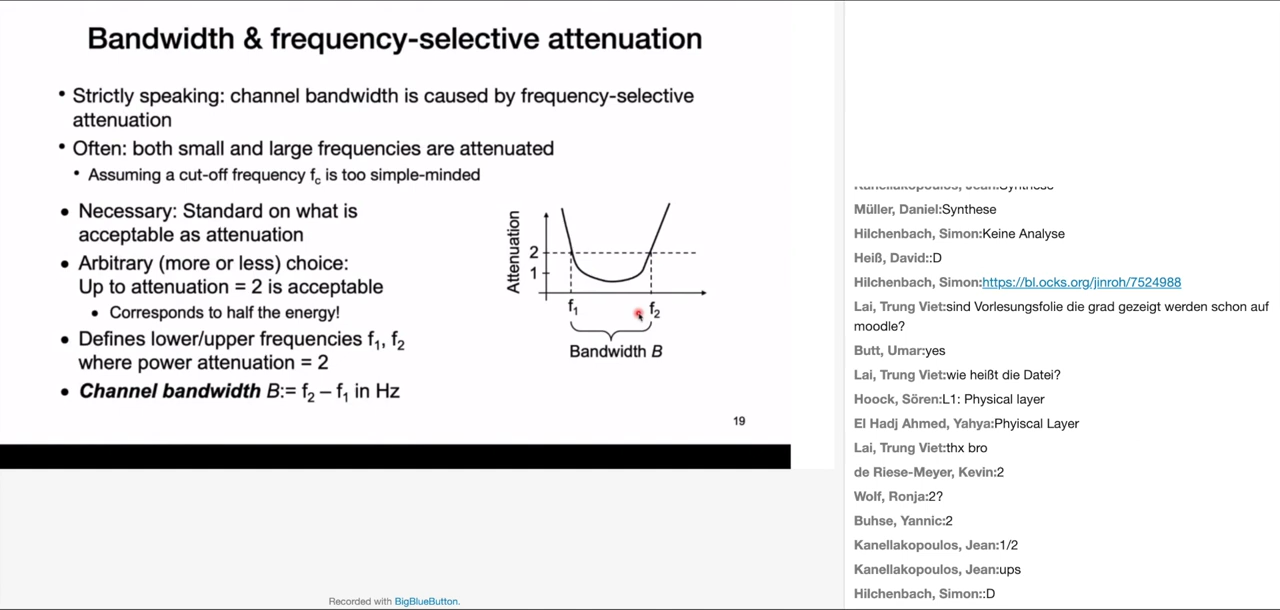 Bandwidth & frequency-selective attenuation
• Strictly speaking: channel bandwidth is caused by frequency-selective
attenuation
• Often: both small and large frequencies are attenuated
• Assuming a cut-off frequency fc is too simple-minded
• Necessary: Standard on what is
acceptable as attenuation
• Arbitrary (more or less) choice:
Up to attenuation = 2 is acceptable
• Corresponds to half the energy!
• Defines lower/upper frequencies f1, f2
where power attenuation = 2
• Channel bandwidth B:= f2 – f1 in Hz
Attenuation
2
1
f1
f2
Bandwidth B
19
Recorded with BigBlueButton.
Kanellakopoulos, Jean:Synthese
Müller, Daniel:Synthese
Hilchenbach, Simon:Keine Analyse
Heiß, David::D
Hilchenbach, Simon:https://bl.ocks.org/jinroh/7524988
Lai, Trung Viet:sind Vorlesungsfolie die grad gezeigt werden schon auf
moodle?
Butt, Umar:yes
Lai, Trung Viet:wie heißt die Datei?
Hoock, Sören:L1: Physical layer
El Hadj Ahmed, Yahya:Phyiscal Layer
Lai, Trung Viet:thx bro
de Riese-Meyer, Kevin:2
Wolf, Ronja:2?
Buhse, Yannic:2
Kanellakopoulos, Jean:1/2
Kanellakopoulos, Jean:ups
Hilchenbach, Simon::D